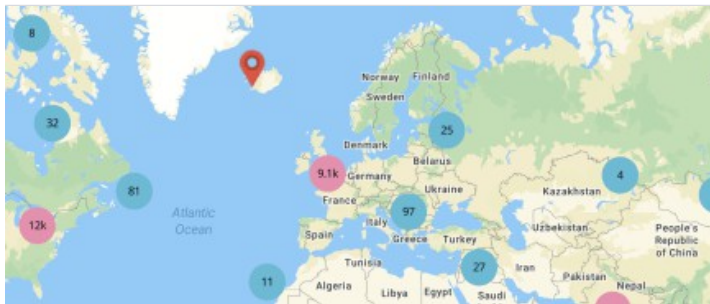 8
Norway
Finland
Sweden
32
25
Denmark
Belarus
9.1k
Germany
4
81
Ukraine
Kazakhstan
France
Atlantic
Ocean
97
12k
Italy
Uzbekistan
People's
Republic
of China
Spain
Greece
Turkey
Tunisia
27
Iran
11
Algeria
Libya
Egypt
Saudi
Pakistan
Nepal